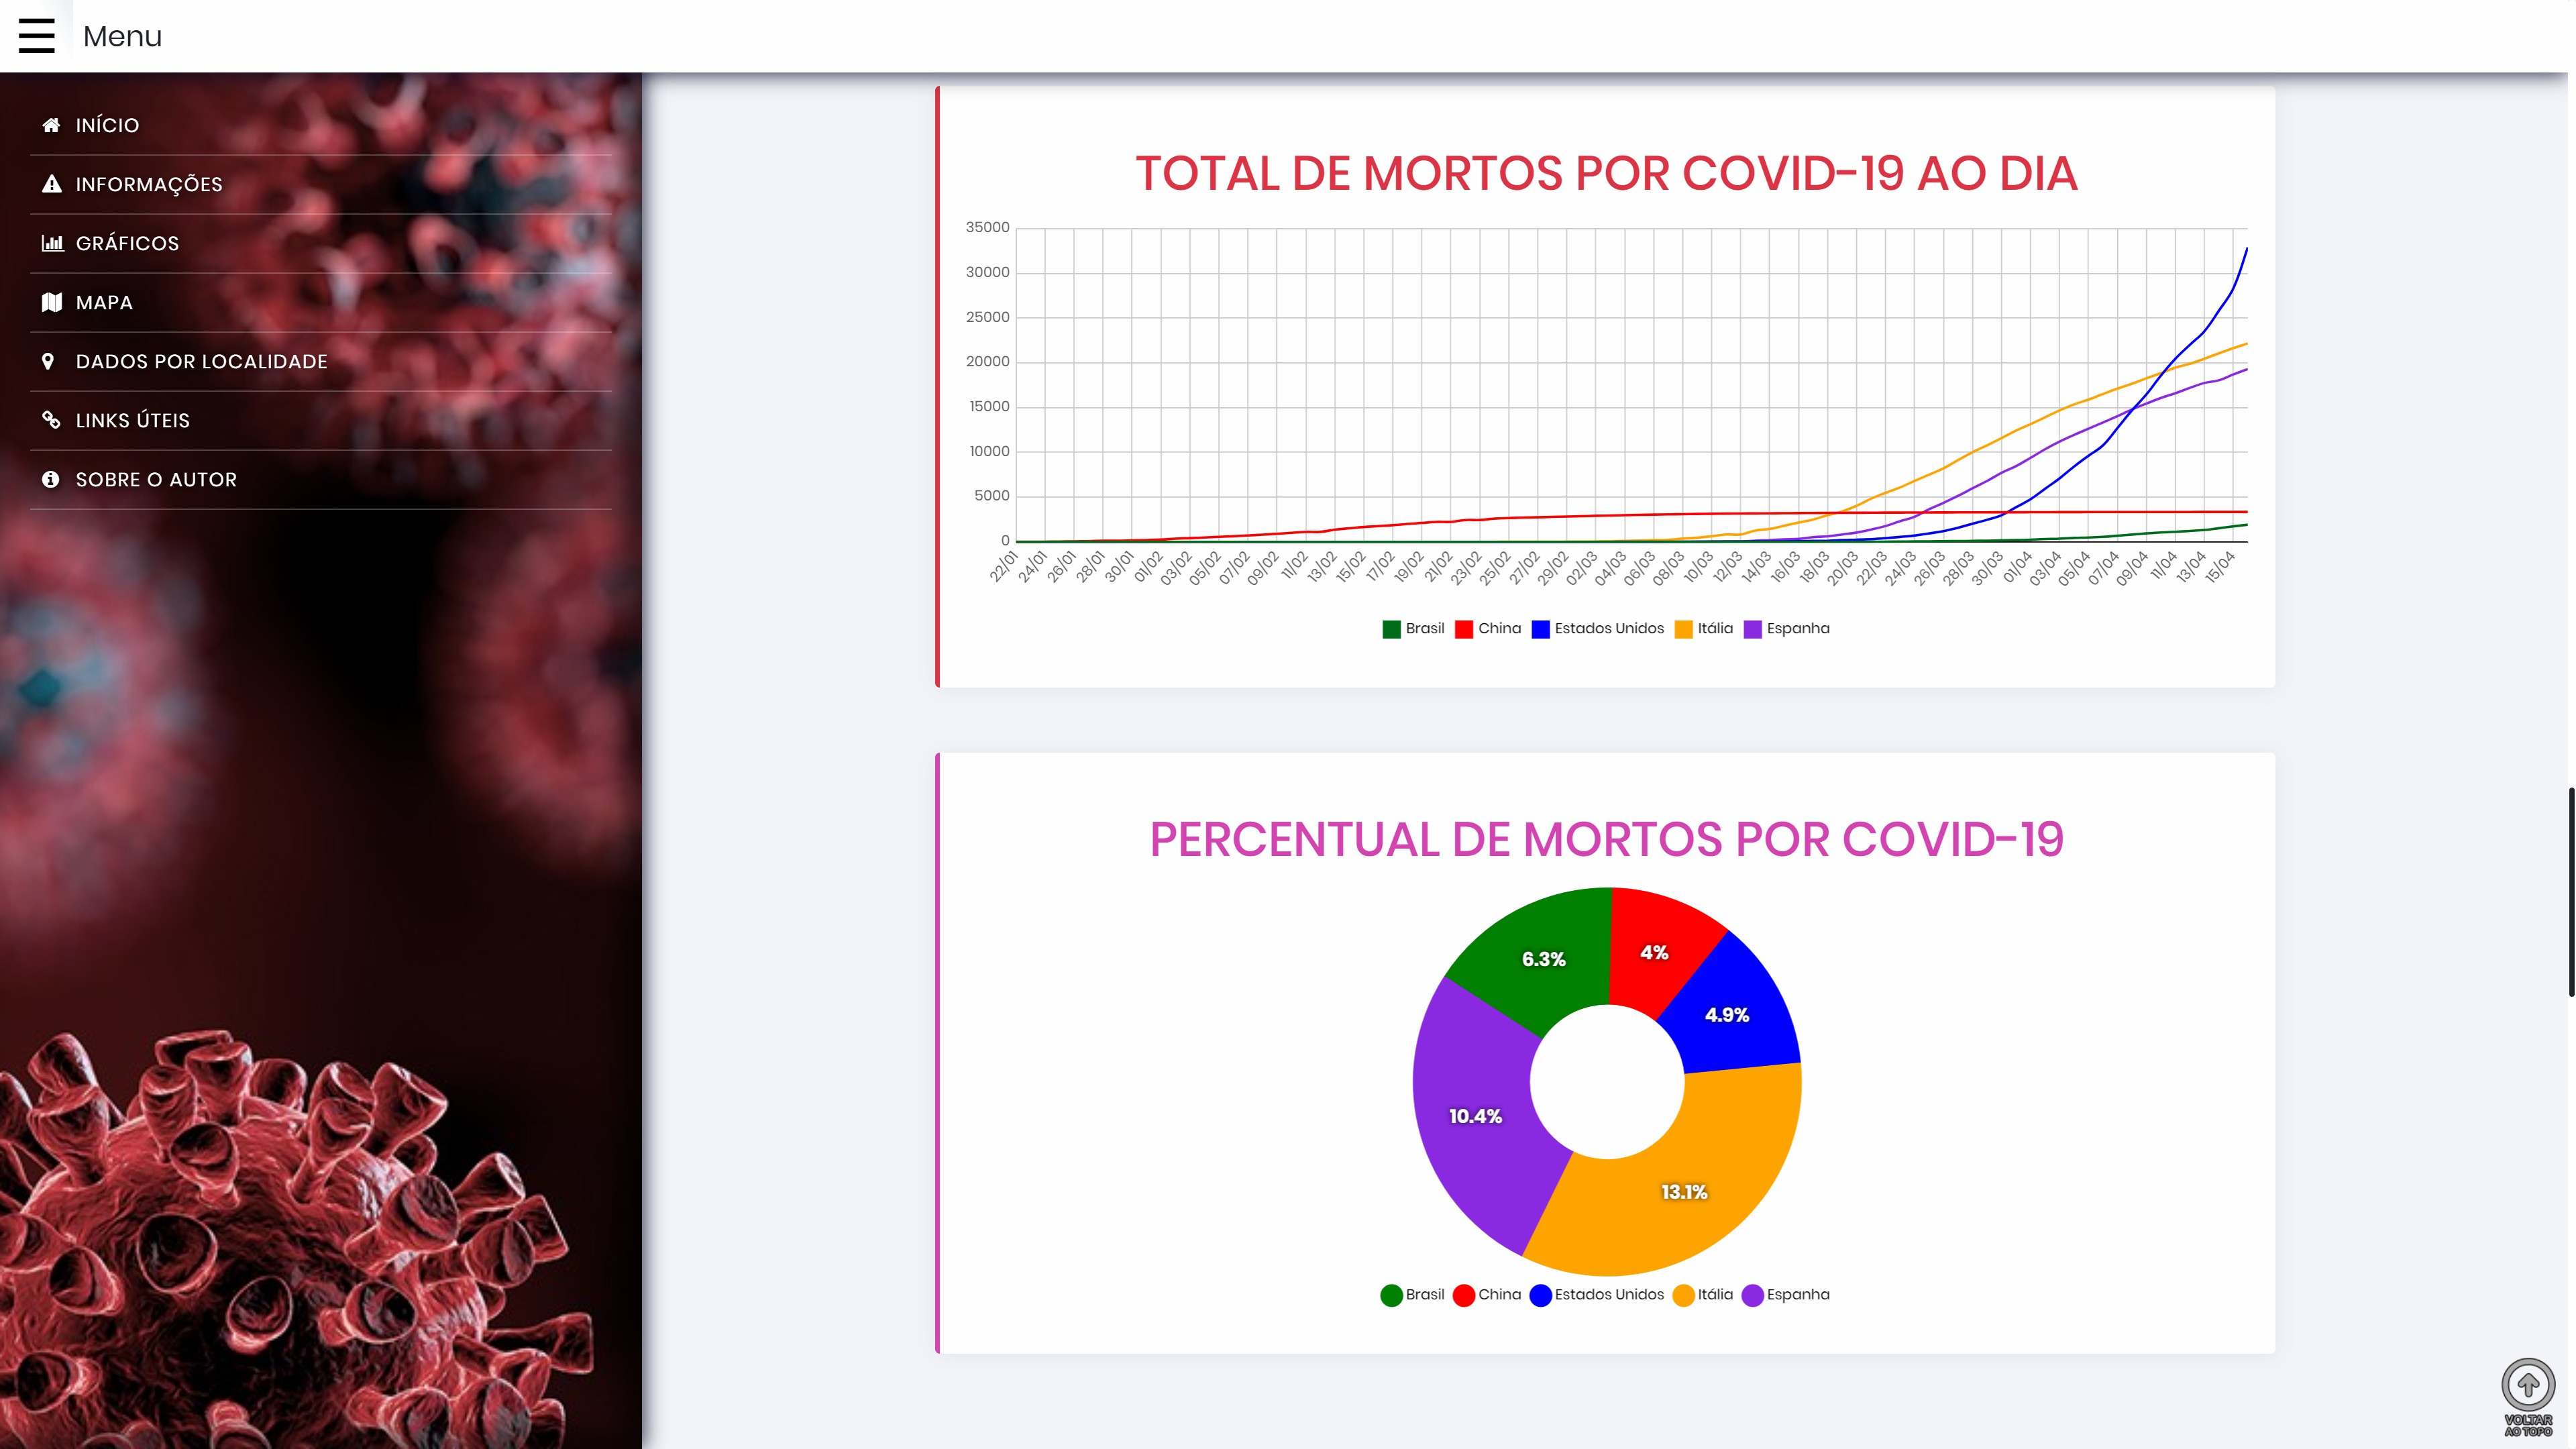 Menu
INÍCIO
INFORMAÇÕES
GRÁFICOS
MAPA
DADOS POR LOCALIDADE
LINKS ÚTEIS
SOBRE O AUTOR
TOTAL DE MORTOS POR COVID-19 AO DIA
35000
30000
25000
20000
15000
10000
5000
0
22/01 24/01 26/01 28/01 30/01 01/02 03/02 05/02 07/02 09/02 11/02 13/02 15/02 17/02 19/02 21/02 23/02 25/02 27/02 29/02 02/03 04/03 06/03 08/03 10/03 12/03 14/03 16/03 18/03 20/03 22/03 24/03 26/03 28/03 30/03 01/04 03/04 05/04 07/04 09/04 11/04 13/04 15/04
Brasil China Estados Unidos Itália Espanha
PERCENTUAL DE MORTOS POR COVID-19
6.3% 4%
4.9%
10.4%
13.1%
Brasil China Estados Unidos Itália Espanha
VOLTAR
AO TOPO